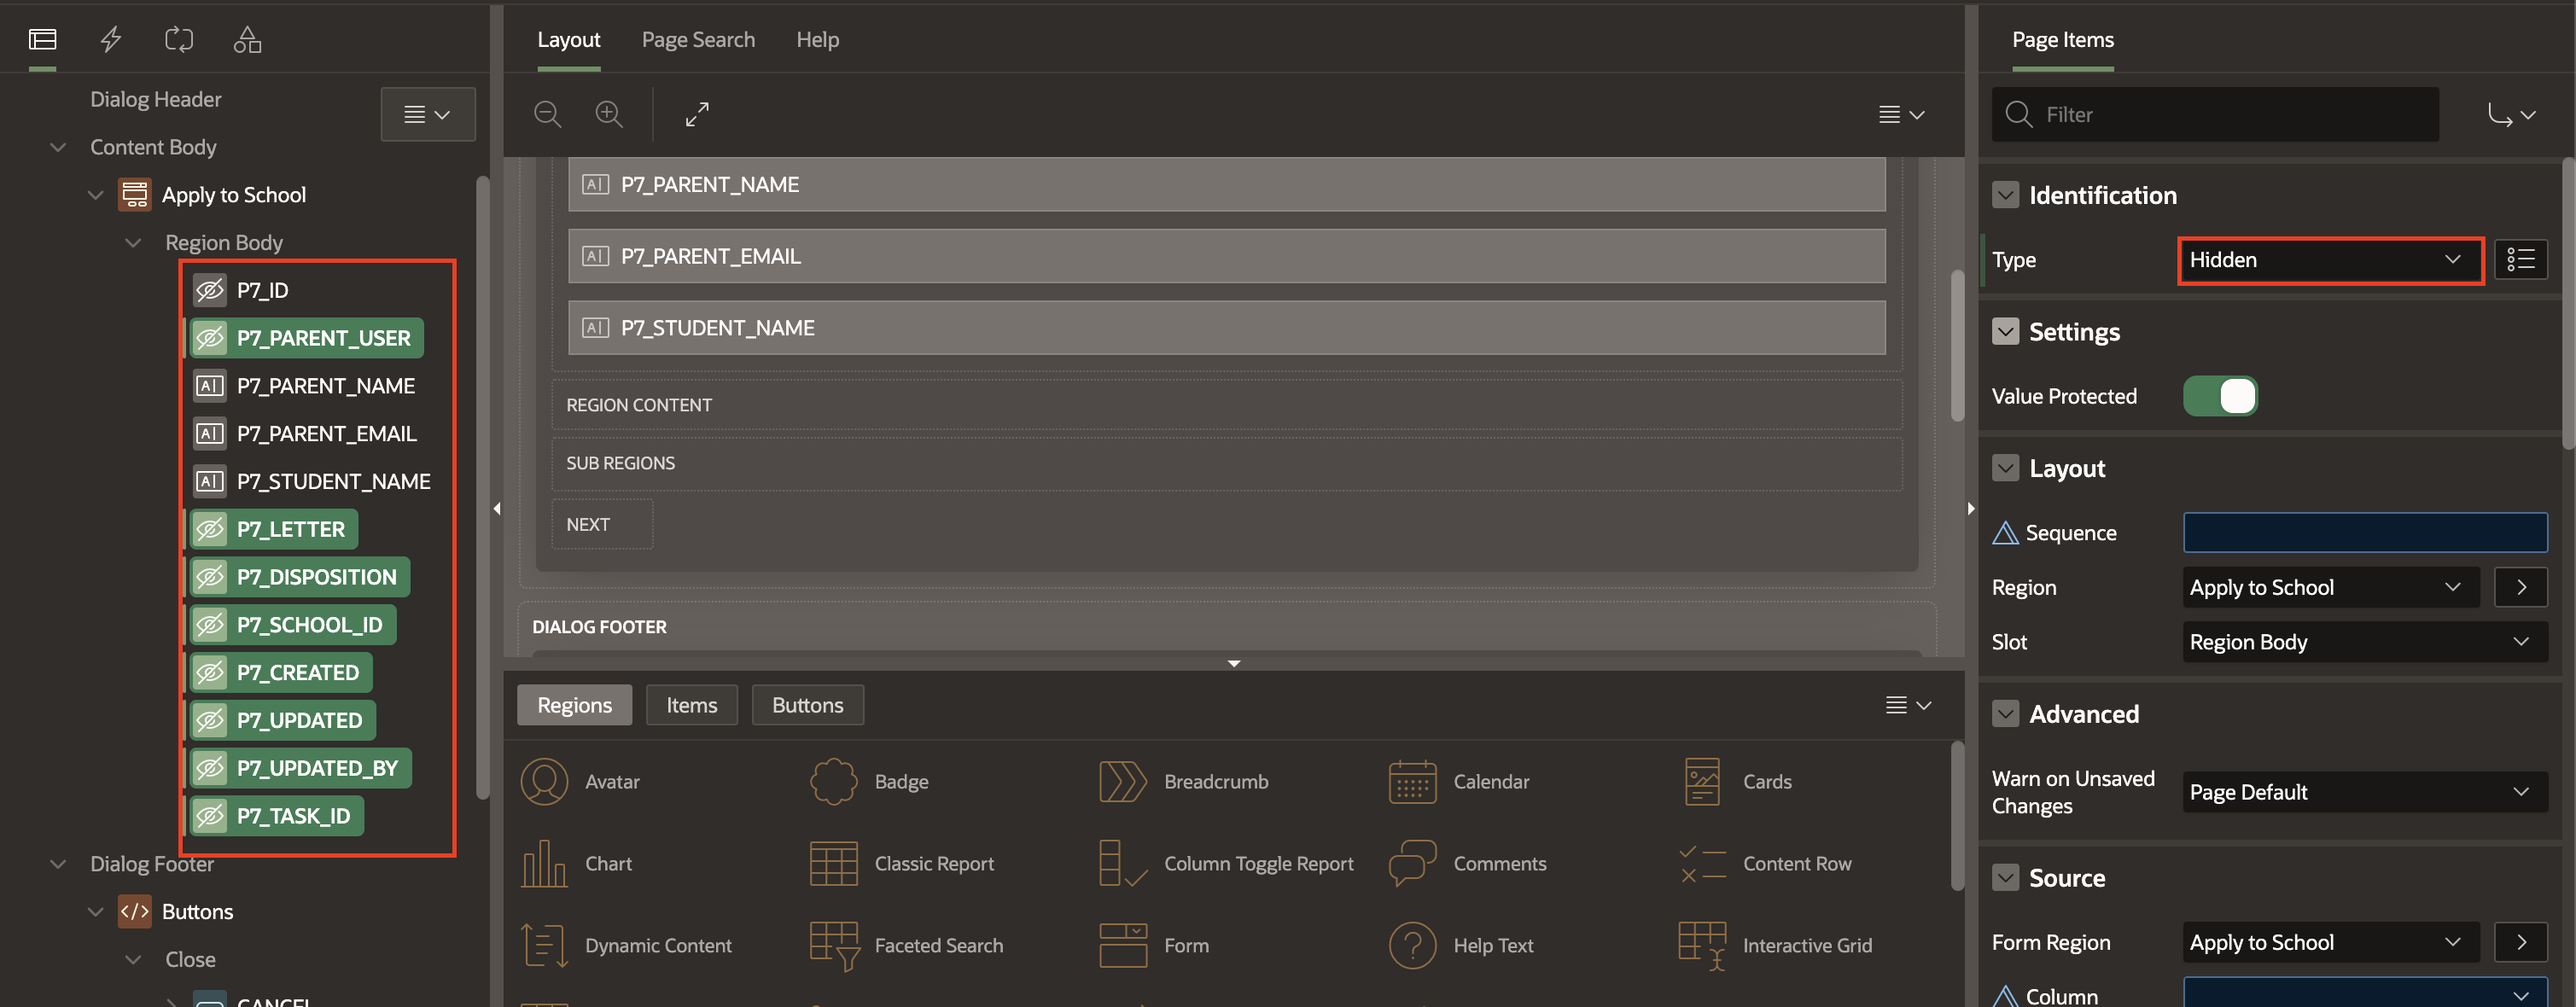 Dialog Header
Content Body
Apply to School
Region Body
P7_ID
P7_PARENT_USER
P7_PARENT_NAME
P7_PARENT_EMAIL
P7_STUDENT_NAME
P7_LETTER
P7_DISPOSITION
P7_SCHOOL_ID
P7_CREATED
P7_UPDATED
P7_UPDATED_BY
P7_TASK_ID
Dialog Footer
Buttons
Close
CANCEL
Layout Page Search Help
P7_PARENT_NAME
P7_PARENT_EMAIL
P7_STUDENT_NAME
REGION CONTENT
SUB REGIONS
NEXT
DIALOG FOOTER
Regions Items Buttons
Avatar Badge Breadcrumb Calendar Cards
Chart Classic Report Column Toggle Report Comments Content Row
Dynamic Content Faceted Search Form Help Text Interactive Grid
Page Items
Filter
Identification
Type Hidden
Settings
Value Protected
Layout
Sequence
Region Apply to School
Slot Region Body
Advanced
Warn on Unsaved
Changes Page Default
Source
Form Region Apply to School
Column